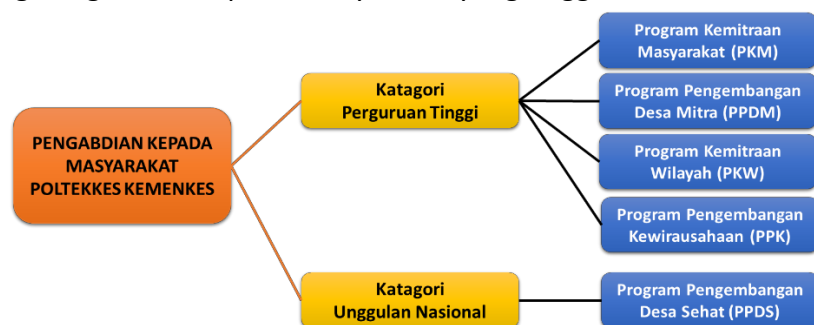 Program Kemitraan
Masyarakat (PKM)
Katagori
Perguruan Tinggi
Program Pengembangan
Desa Mitra (PPDM)
PENGABDIAN KEPADA
MASYARAKAT
POLTEKKES KEMENKES
Program Kemitraan
Wilayah (PKW)
Program Pengembangan
Kewirausahaan (PPK)
Katagori
Unggulan Nasional
Program Pengembangan
Desa Sehat (PPDS)